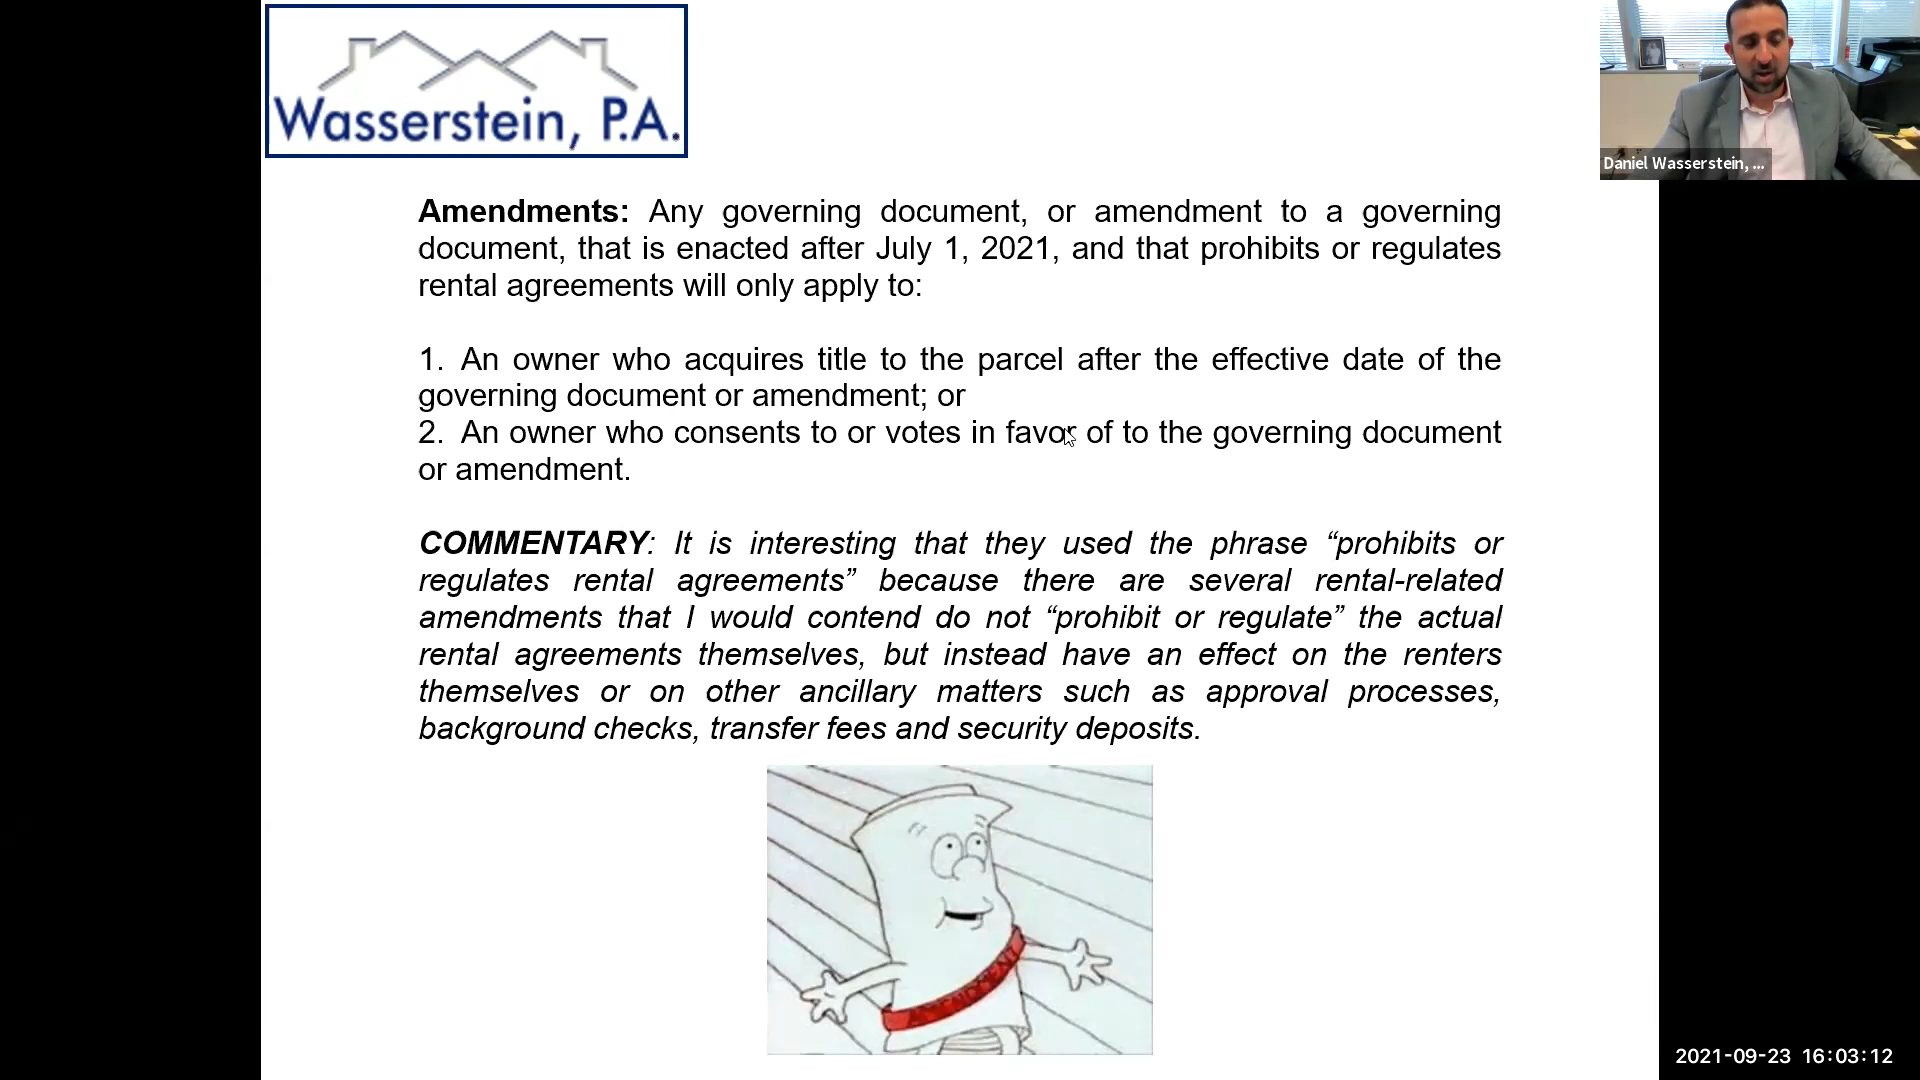 Wasserstein, P.A.
Daniel Wasserstein, ...
Amendments: Any governing document, or amendment to a governing
document, that is enacted after July 1, 2021, and that prohibits or regulates
rental agreements will only apply to:
1. An owner who acquires title to the parcel after the effective date of the
governing document or amendment; or
2. An owner who consents to or votes in favor of to the governing document
or amendment.
COMMENTARY: It is interesting that they used the phrase “prohibits or
regulates rental agreements” because there are several rental-related
amendments that I would contend do not “prohibit or regulate” the actual
rental agreements themselves, but instead have an effect on the renters
themselves or on other ancillary matters such as approval processes,
background checks, transfer fees and security deposits.
AMENDMENT
2021-09-23 16:03:12